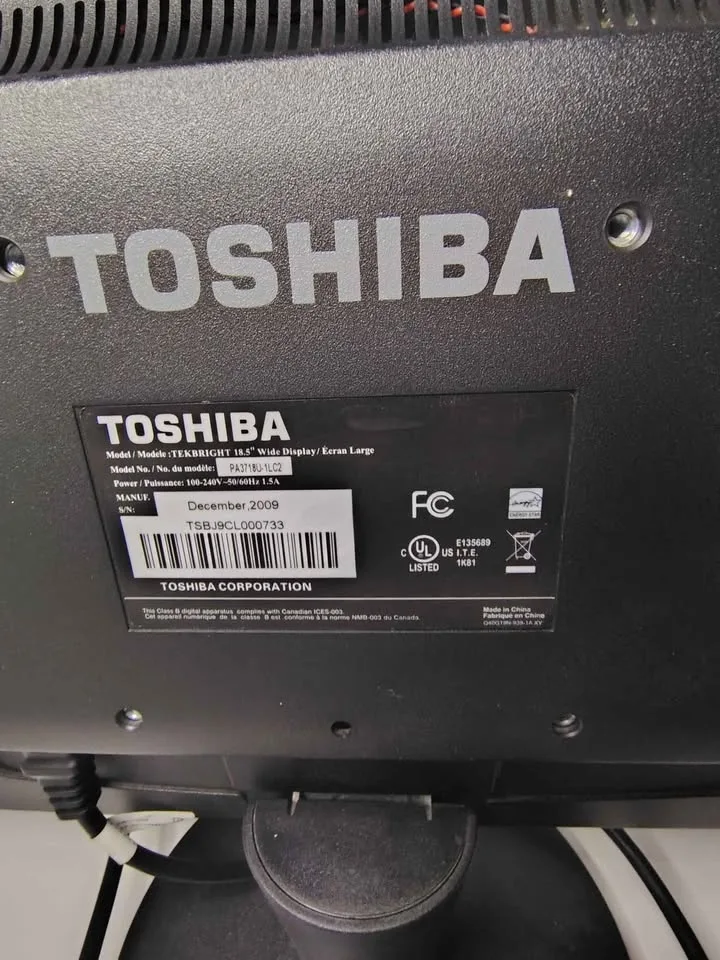 TOSHIBA
TOSHIBA
Model / Modèle :TEKBRIGHT 18.5" Wide Display/ Écran Large
Model No. / No. du modèle: PA3718U-1LC2
Power / Puissance: 100-240V~50/60Hz 1.5A
MANUF. December,2009
S/N: TSBJ9CL000733
TOSHIBA CORPORATION
FC
ENERGY STAR
C UL US LISTED
E135689
I.T.E.
1K81
This Class B digital apparatus complies with Canadian ICES-003.
Cet appareil numérique de la classe B est conforme à la norme NMB-003 du Canada.
Made in China
Fabriqué en Chine